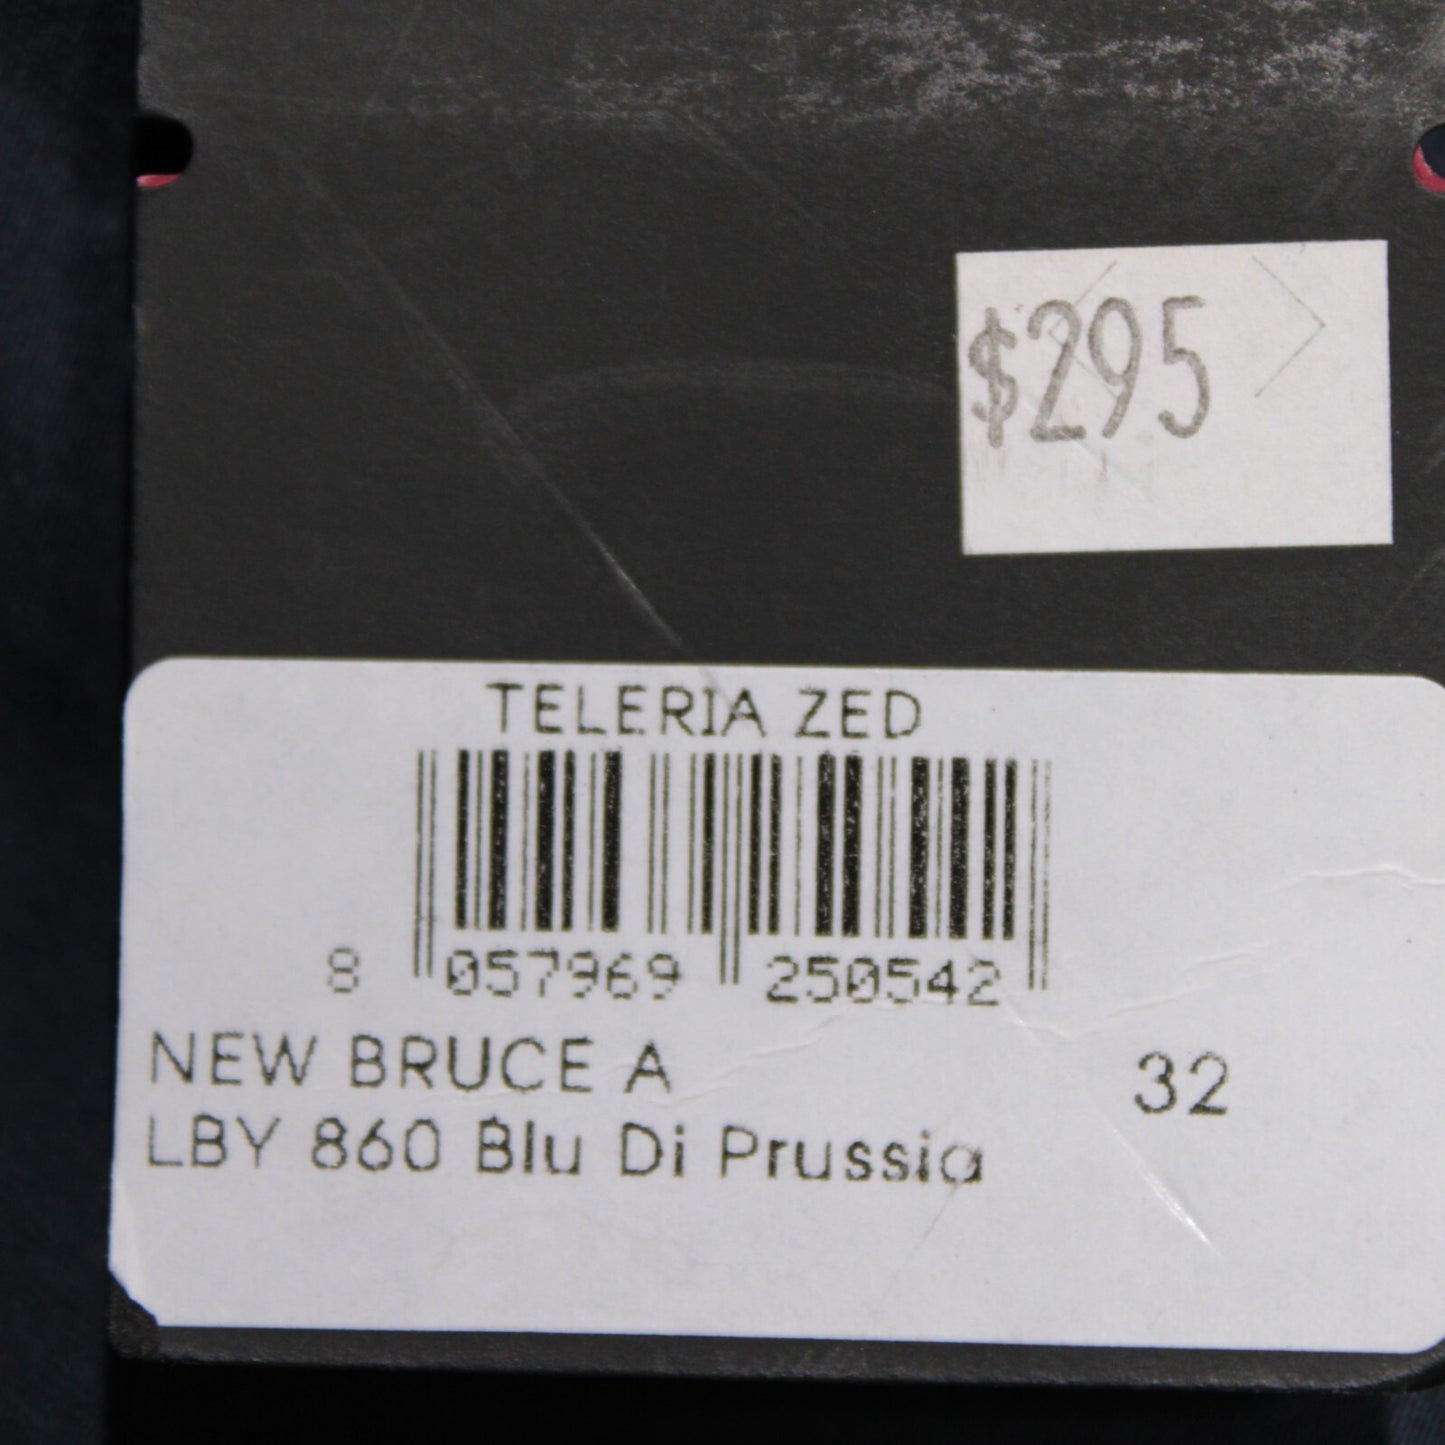 $295
TELERIA ZED
8 057969 250542
NEW BRUCE A 32
LBY 860 Blu Di Prussia